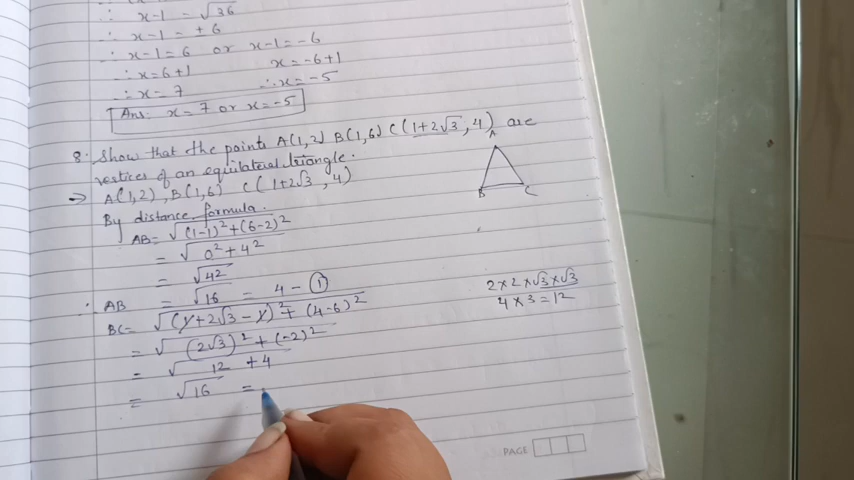 ∴ x-1 = √36
∴ x-1 = ± 6
∴ x-1 = 6 or x-1 = -6
∴ x = 6+1 x = -6+1
∴ x = 7 ∴ x = -5
Ans: x = 7 or x = -5
8. Show that the points A(1,2) B(1,6) C(1+2√3, 4) are
vertices of an equilateral triangle.
→ A(1,2), B(1,6) C(1+2√3, 4)
A
B C
By distance formula.
AB = √(1-1)²+(6-2)²
= √0²+4²
= √4²
∴ AB = √16 = 4 - ①
BC = √(1+2√3-1)²+(4-6)²
= √(2√3)²+(-2)²
= √12+4
= √16 =
2×2×√3×√3
4×3=12
PAGE